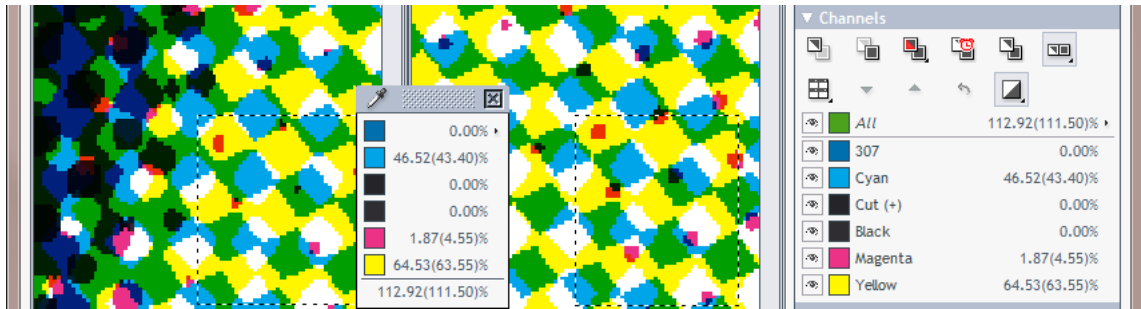 ▼ Channels
0.00%
46.52(43.40)%
0.00%
0.00%
1.87(4.55)%
64.53(63.55)%
112.92(111.50)%
All 112.92(111.50)%
307 0.00%
Cyan 46.52(43.40)%
Cut (+) 0.00%
Black 0.00%
Magenta 1.87(4.55)%
Yellow 64.53(63.55)%